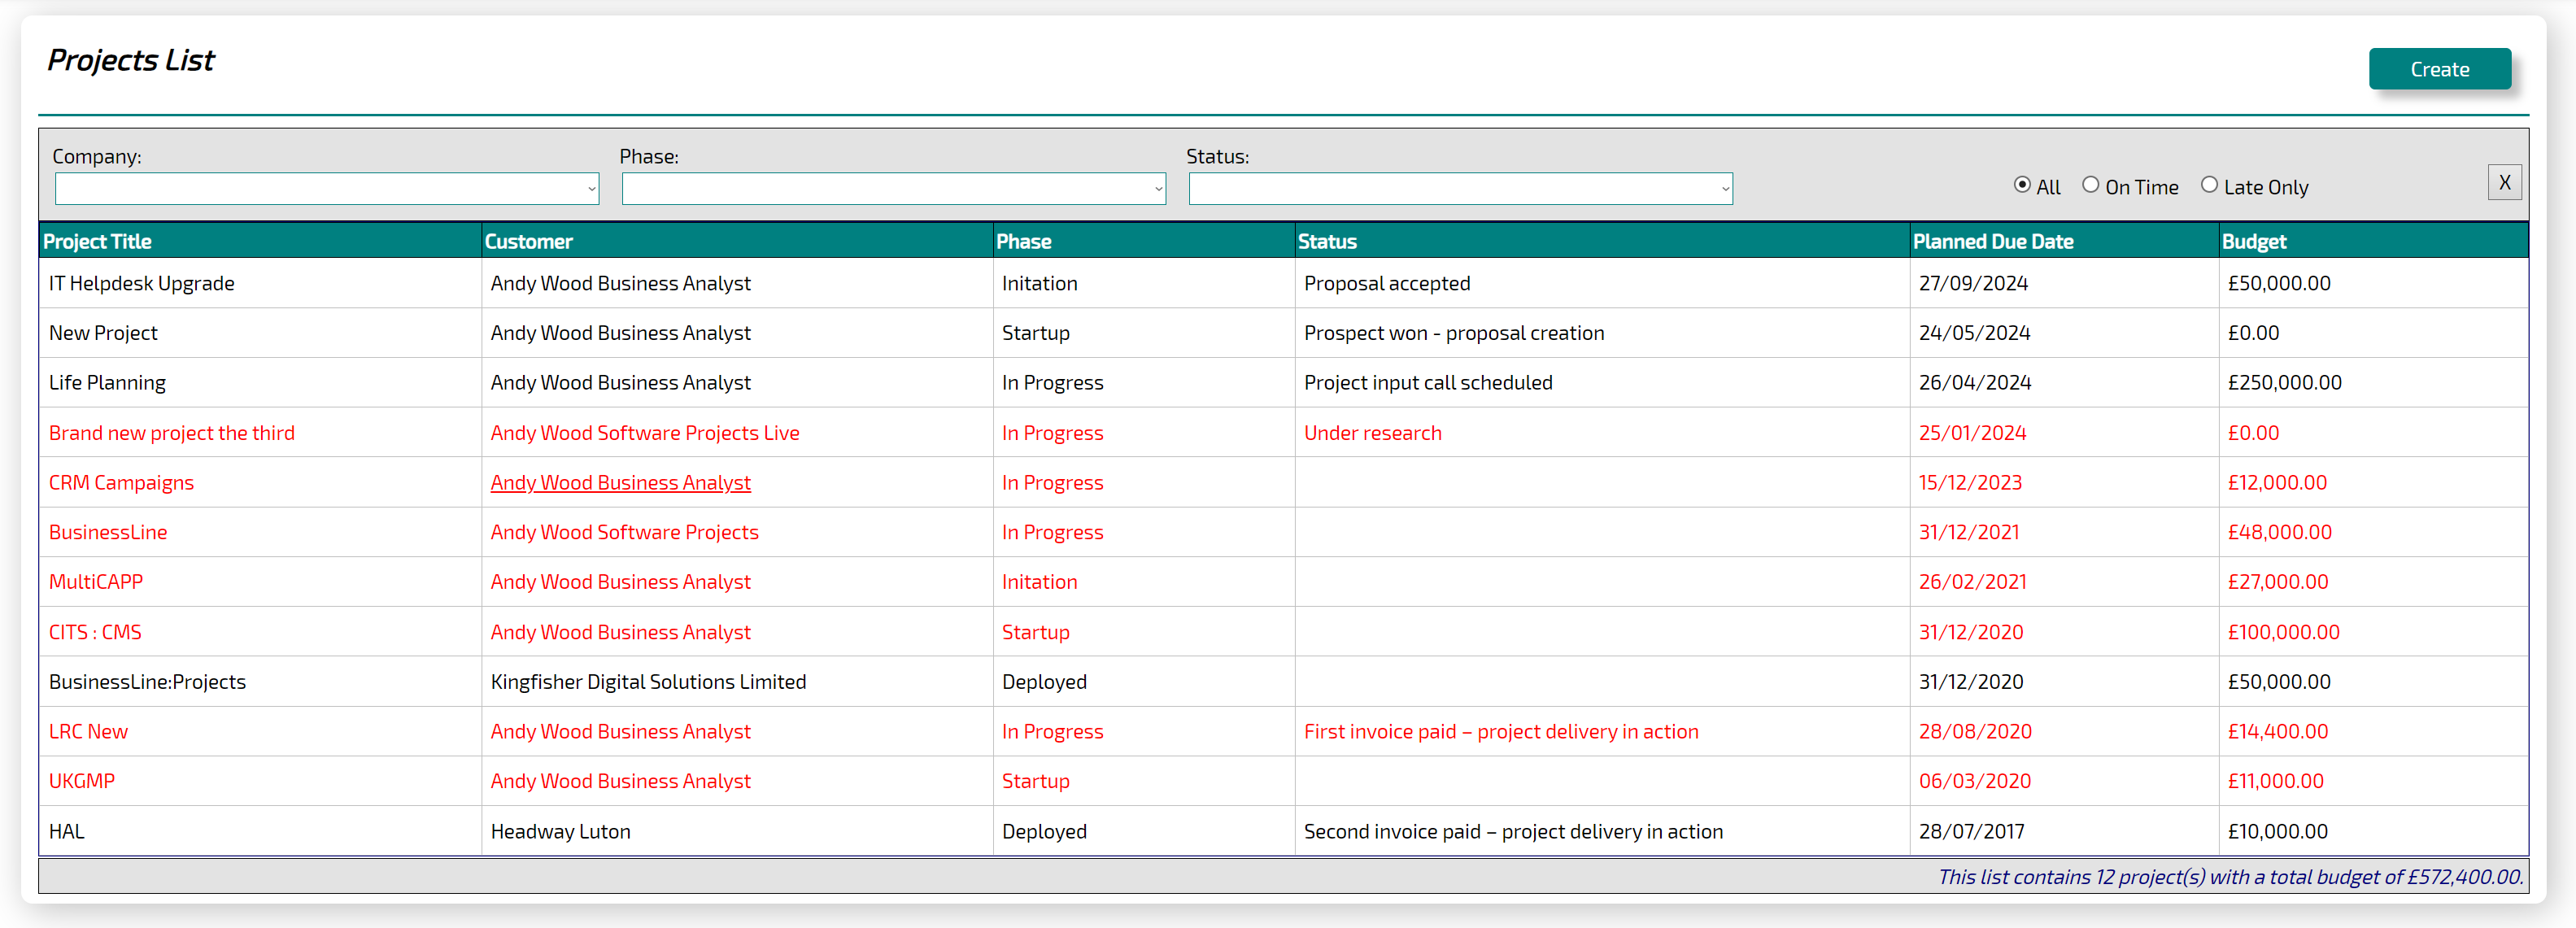 Projects List
Create
Company: Phase: Status:
All On Time Late Only X
Project Title Customer Phase Status Planned Due Date Budget
IT Helpdesk Upgrade Andy Wood Business Analyst Initation Proposal accepted 27/09/2024 £50,000.00
New Project Andy Wood Business Analyst Startup Prospect won - proposal creation 24/05/2024 £0.00
Life Planning Andy Wood Business Analyst In Progress Project input call scheduled 26/04/2024 £250,000.00
Brand new project the third Andy Wood Software Projects Live In Progress Under research 25/01/2024 £0.00
CRM Campaigns Andy Wood Business Analyst In Progress 15/12/2023 £12,000.00
BusinessLine Andy Wood Software Projects In Progress 31/12/2021 £48,000.00
MultiCAPP Andy Wood Business Analyst Initation 26/02/2021 £27,000.00
CITS : CMS Andy Wood Business Analyst Startup 31/12/2020 £100,000.00
BusinessLine:Projects Kingfisher Digital Solutions Limited Deployed 31/12/2020 £50,000.00
LRC New Andy Wood Business Analyst In Progress First invoice paid – project delivery in action 28/08/2020 £14,400.00
UKGMP Andy Wood Business Analyst Startup 06/03/2020 £11,000.00
HAL Headway Luton Deployed Second invoice paid – project delivery in action 28/07/2017 £10,000.00
This list contains 12 project(s) with a total budget of £572,400.00.